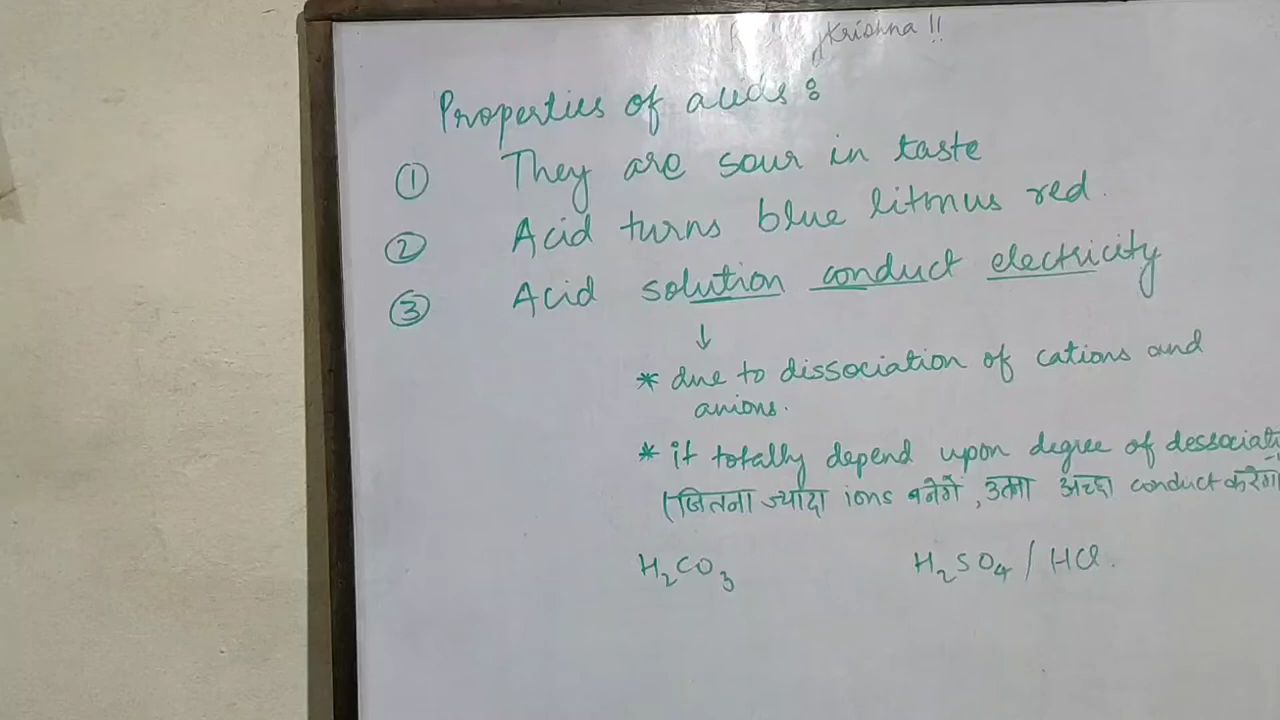 Krishna !!
Properties of acids :
① They are sour in taste
② Acid turns blue litmus red.
③ Acid solution conduct electricity
↓
* due to dissociation of cations and
anions.
* it totally depend upon degree of dessociati
(जितना ज्यादा ions बनेगें, उतना अच्छा conduct करेगा
H₂CO₃ H₂SO₄ / HCl.